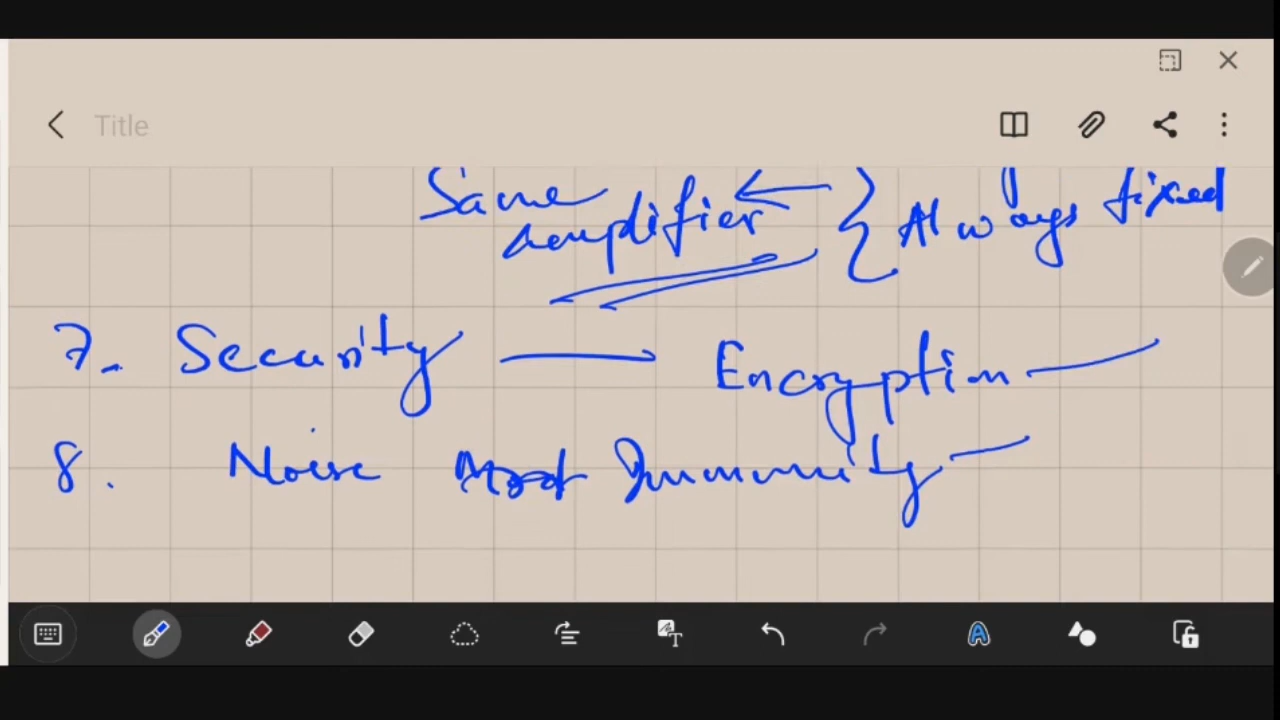 Title
Same
amplifier
Always fixed
7. Security — Encryption —
8. Noise Immunity —